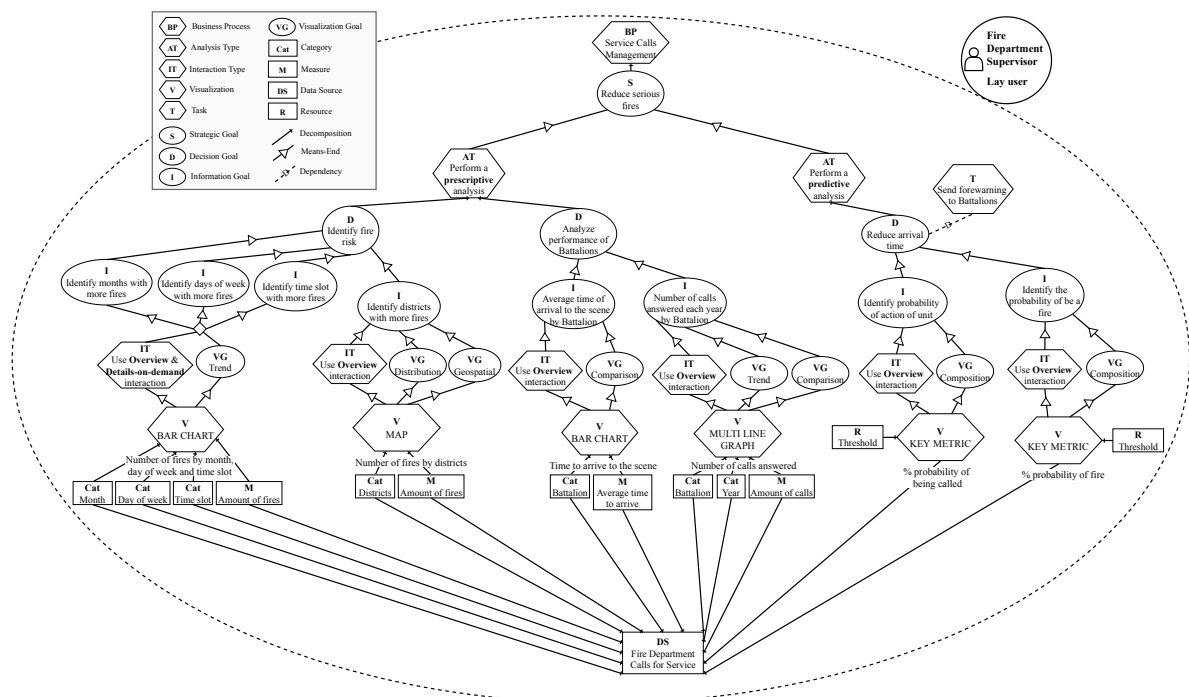 BP
Business Process
AT
Analysis Type
IT
Interaction Type
V
Visualization
T
Task
S
Strategic Goal
D
Decision Goal
I
Information Goal
VG
Visualization Goal
Cat
Category
M
Measure
DS
Data Source
R
Resource
Decomposition
Means-End
Dependency
D
BP
Service Calls
Management
Fire
Department
Supervisor
Lay user
S
Reduce serious
fires
AT
Perform a
prescriptive
analysis
AT
Perform a
predictive
analysis
T
Send forewarning
to Battalions
D
Identify fire
risk
D
Analyze
performance of
Battalions
D
Reduce arrival
time
D
I
Identify months with
more fires
I
Identify days of week
with more fires
I
Identify time slot
with more fires
I
Identify districts
with more fires
I
Average time of
arrival to the scene
by Battalion
I
Number of calls
answered each year
by Battalion
I
Identify probability
of action of unit
I
Identify the
probability of be a
fire
IT
Use Overview &
Details-on-demand
interaction
VG
Trend
IT
Use Overview
interaction
VG
Distribution
VG
Geospatial
IT
Use Overview
interaction
VG
Comparison
IT
Use Overview
interaction
VG
Trend
VG
Comparison
IT
Use Overview
interaction
VG
Composition
IT
Use Overview
interaction
VG
Composition
V
BAR CHART
V
MAP
V
BAR CHART
V
MULTI LINE
GRAPH
R
Threshold
V
KEY METRIC
V
KEY METRIC
R
Threshold
Number of fires by month,
day of week and time slot
Number of fires by districts
Time to arrive to the scene
Number of calls answered
% probability of
being called
% probability of fire
Cat
Month
Cat
Day of week
Cat
Time slot
M
Amount of fires
Cat
Districts
M
Amount of fires
Cat
Battalion
M
Average time
to arrive
Cat
Battalion
Cat
Year
M
Amount of calls
DS
Fire Department
Calls for Service